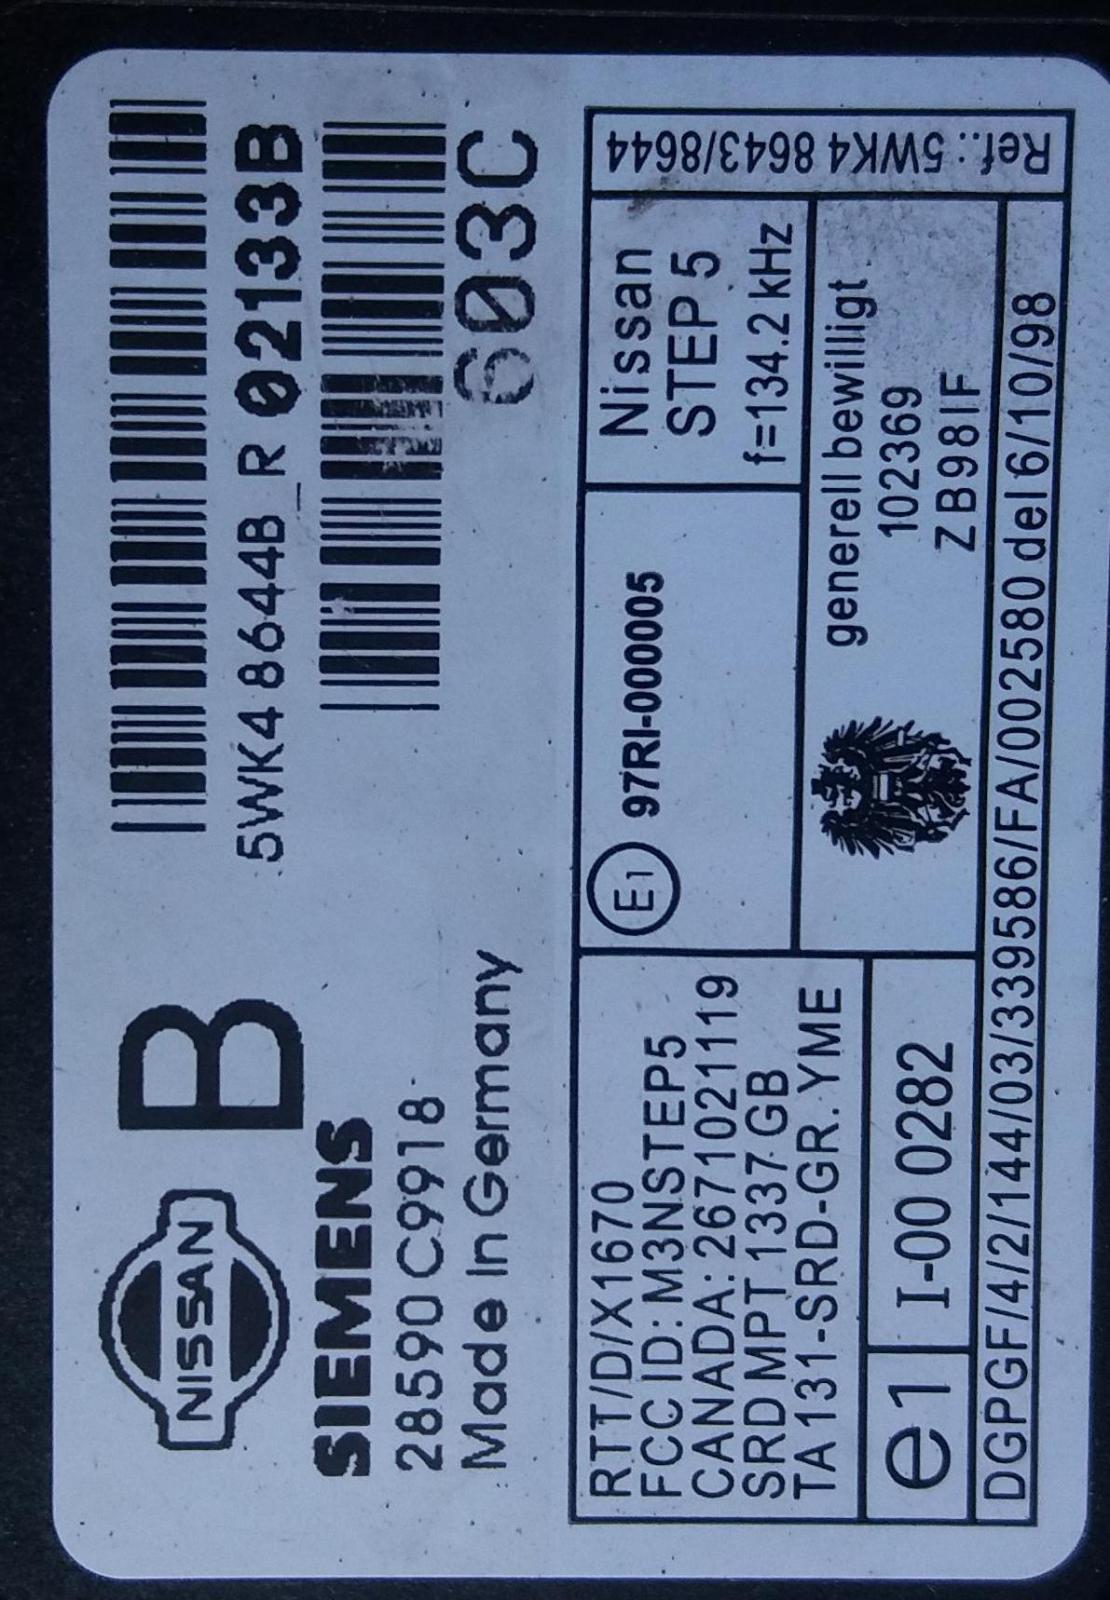 NISSAN
B
5WK4 8644B_R 02133B
SIEMENS
28590 C9918
603C
Made In Germany
RTT/D/X1670
FCC ID: M3NSTEP5
CANADA: 2671021119
SRD MPT 1337 GB
TA 131-SRD-GR. YME
E1 97RI-000005
Nissan
STEP 5
f=134.2 kHz
Ref.: 5WK4 8643/8644
e1 I-00 0282
generell bewilligt
102369
ZB98IF
DGPGF/4/2/144/03/339586/FA/002580 del 6/10/98